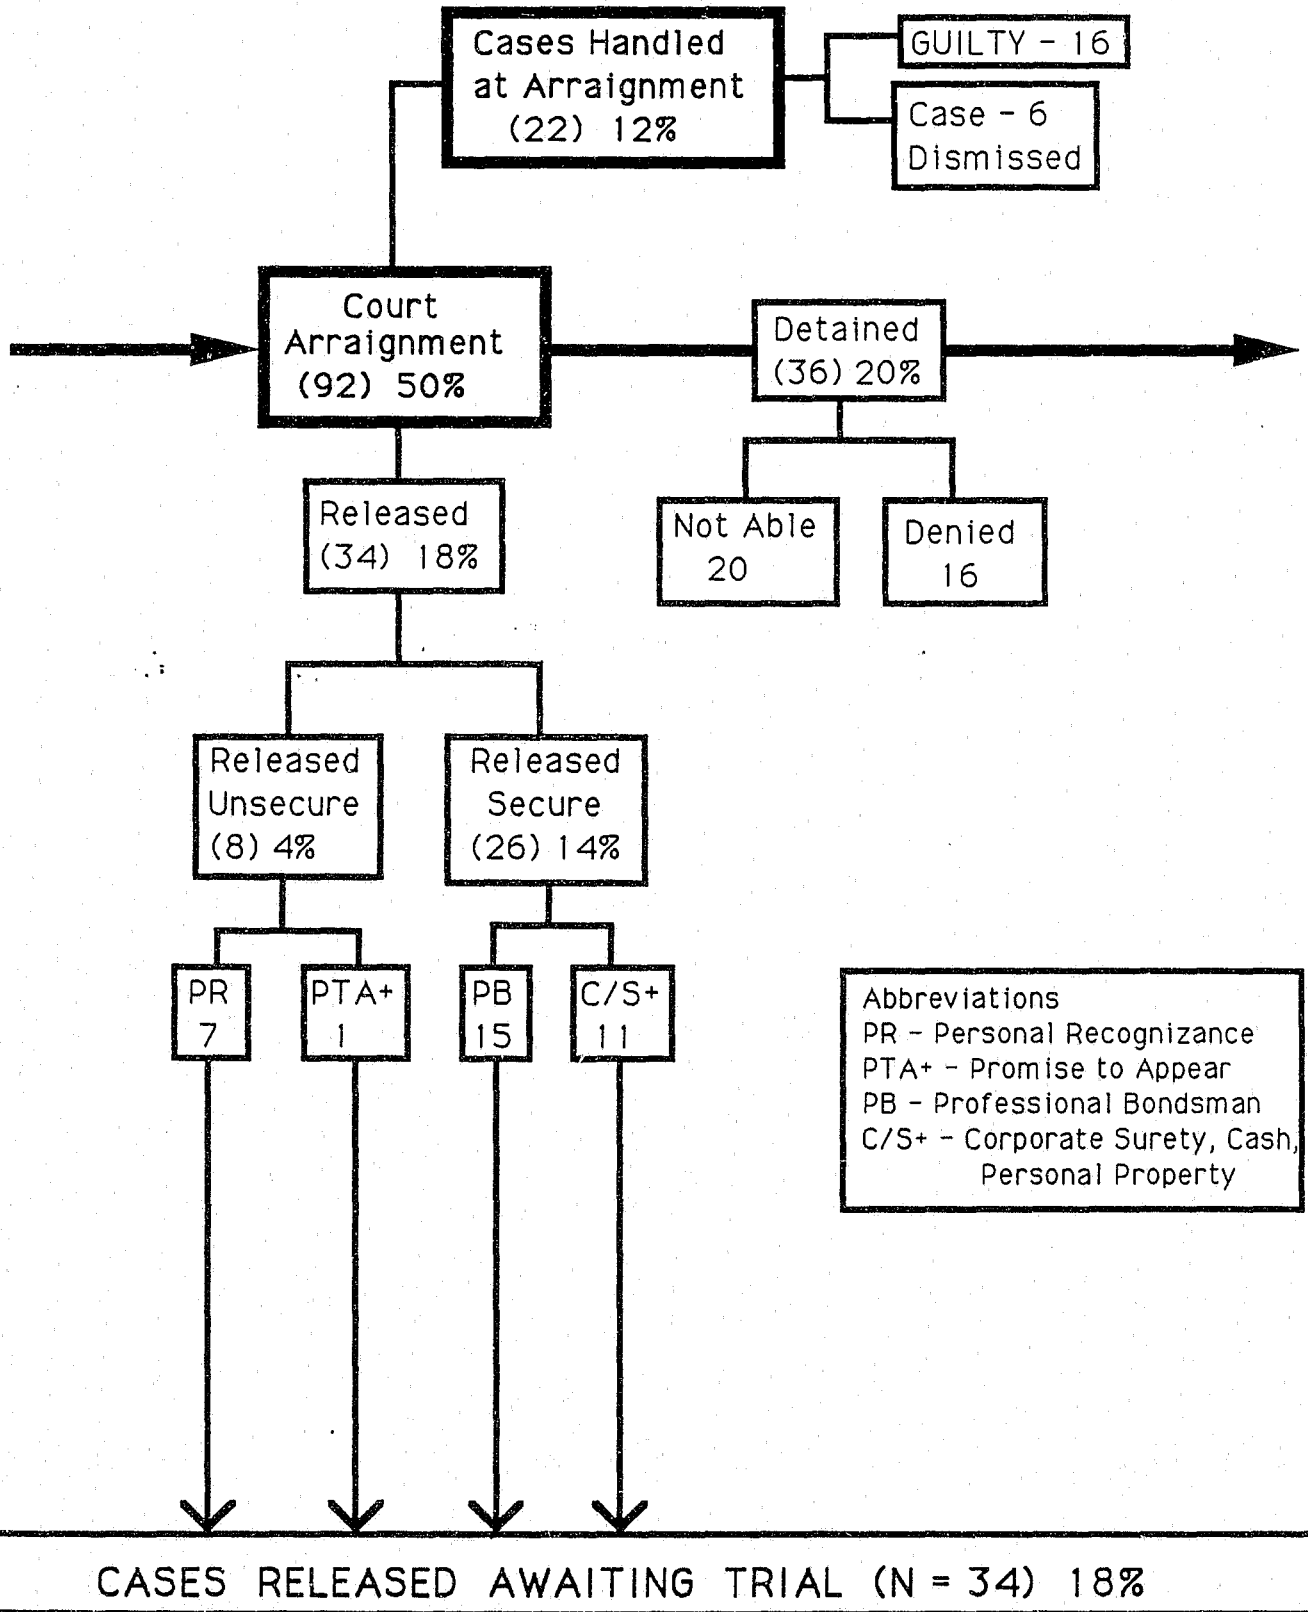 Cases Handled
at Arraignment
(22) 12%
GUILTY - 16
Case - 6
Dismissed
Court
Arraignment
(92) 50%
Detained
(36) 20%
Released
(34) 18%
Not Able
20
Denied
16
Released
Unsecure
(8) 4%
Released
Secure
(26) 14%
PR
7
PTA+
1
PB
15
C/S+
11
Abbreviations
PR - Personal Recognizance
PTA+ - Promise to Appear
PB - Professional Bondsman
C/S+ - Corporate Surety, Cash,
Personal Property
CASES RELEASED AWAITING TRIAL (N = 34) 18%